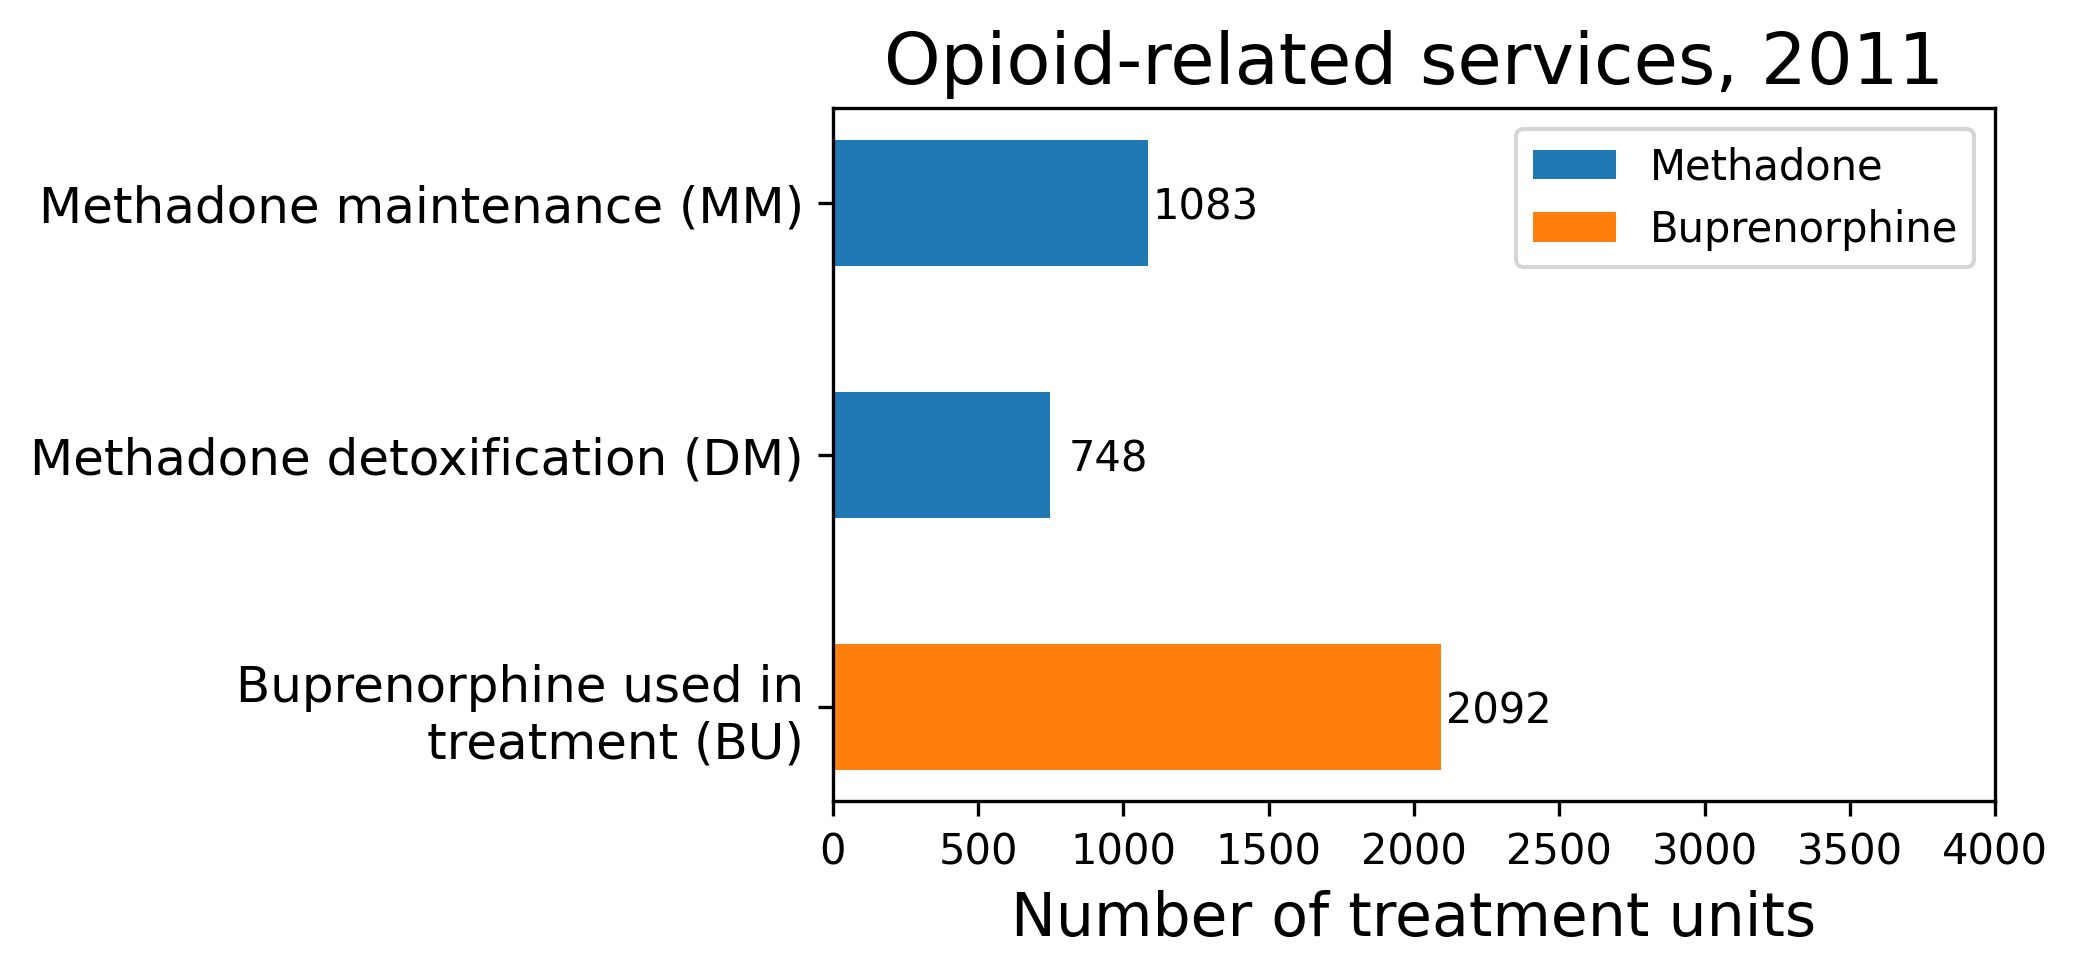 Opioid-related services, 2011
Methadone maintenance (MM)
1083
Methadone
Buprenorphine
Methadone detoxification (DM)
748
Buprenorphine used in
treatment (BU)
2092
0 500 1000 1500 2000 2500 3000 3500 4000
Number of treatment units